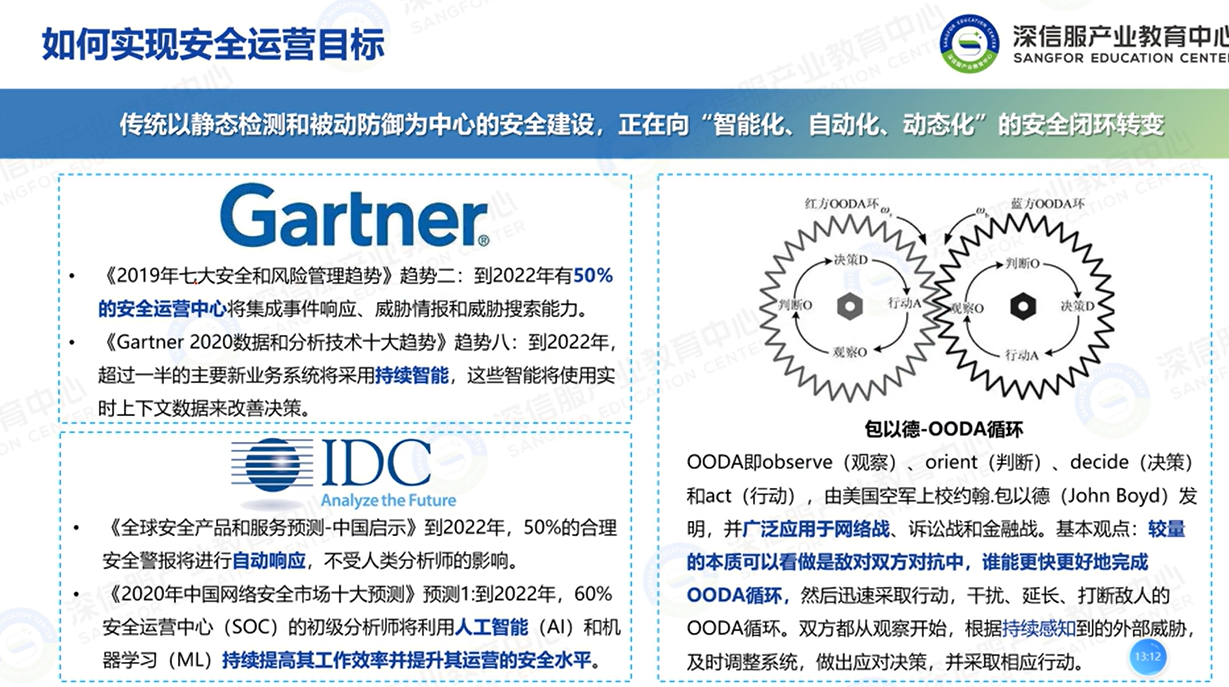 如何实现安全运营目标
深信服产业教育中心
SANGFOR EDUCATION CENTER
传统以静态检测和被动防御为中心的安全建设，正在向“智能化、自动化、动态化”的安全闭环转变
Gartner®
• 《2019年七大安全和风险管理趋势》趋势二：到2022年有50%
的安全运营中心将集成事件响应、威胁情报和威胁搜索能力。
• 《Gartner 2020数据和分析技术十大趋势》趋势八：到2022年，
超过一半的主要新业务系统将采用持续智能，这些智能将使用实
时上下文数据来改善决策。
IDC
Analyze the Future
• 《全球安全产品和服务预测-中国启示》到2022年，50%的合理
安全警报将进行自动响应，不受人类分析师的影响。
• 《2020年中国网络安全市场十大预测》预测1:到2022年，60%
安全运营中心（SOC）的初级分析师将利用人工智能（AI）和机
器学习（ML）持续提高其工作效率并提升其运营的安全水平。
红方OODA环
蓝方OODA环
决策D
判断O
行动A
观察O
判断O
观察O
决策D
行动A
包以德-OODA循环
OODA即observe（观察）、orient（判断）、decide（决策）
和act（行动），由美国空军上校约翰.包以德（John Boyd）发
明，并广泛应用于网络战、诉讼战和金融战。基本观点：较量
的本质可以看做是敌对双方对抗中，谁能更快更好地完成
OODA循环，然后迅速采取行动，干扰、延长、打断敌人的
OODA循环。双方都从观察开始，根据持续感知到的外部威胁，
及时调整系统，做出应对决策，并采取相应行动。
13:12